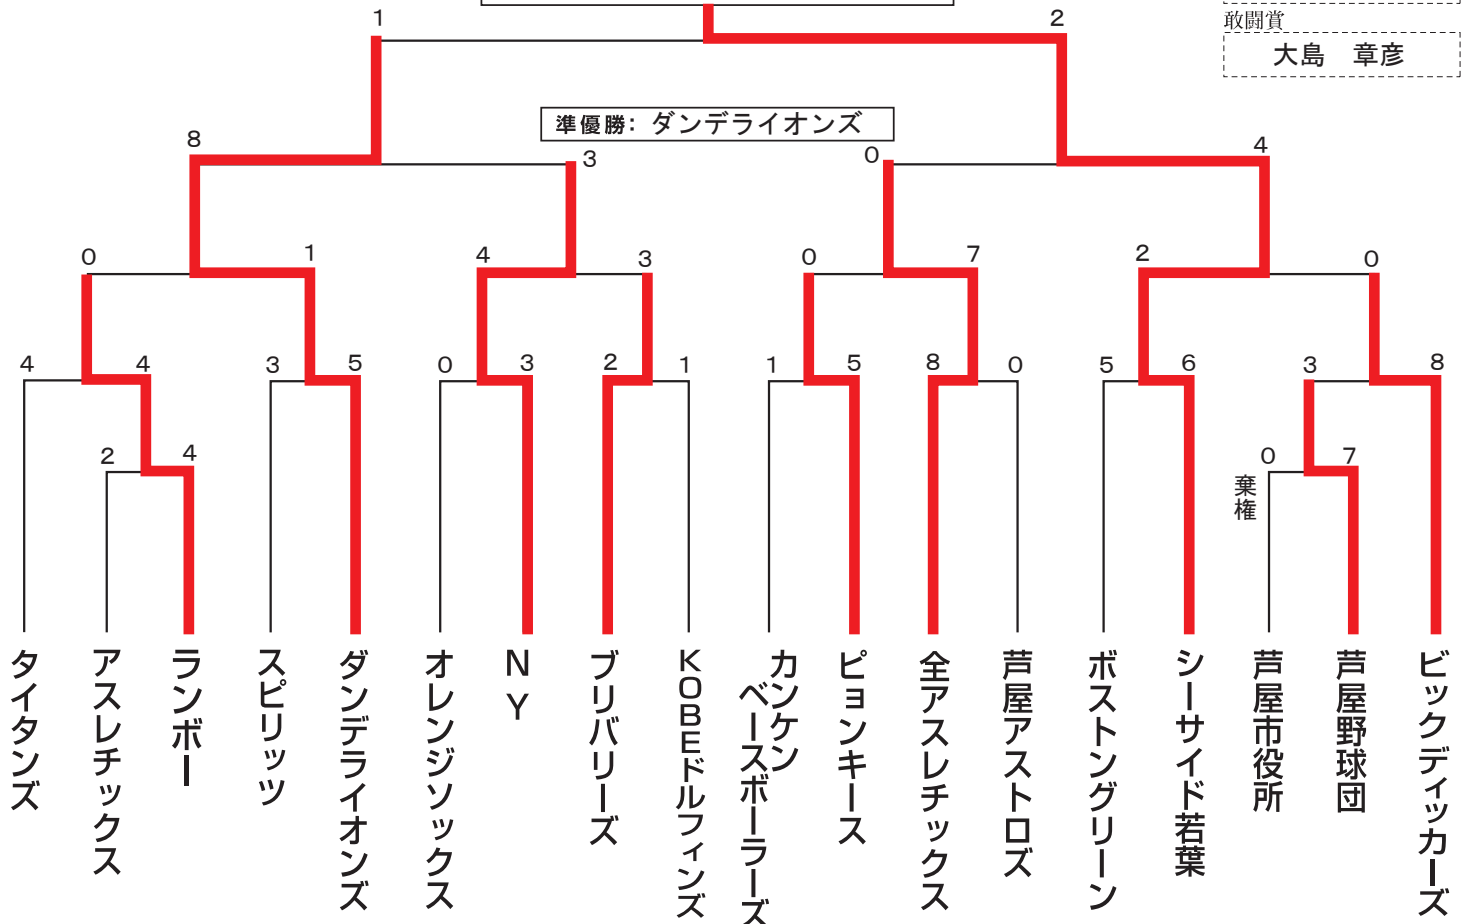 1
2
敢闘賞
大島 章彦
準優勝: ダンデライオンズ
8
3
0
4
0
1
4
3
0
7
2
0
4
4
3
5
0
3
2
1
1
5
8
0
5
6
3
8
2
4
0
7
棄権
タイタンズ
アスレチックス
ランボー
スピリッツ
ダンデライオンズ
オレンジソックス
NY
ブリバリーズ
KOBEドルフィンズ
カンケン
ベースボーラーズ
ピョンキース
全アスレチックス
芦屋アストロズ
ボストングリーン
シーサイド若葉
芦屋市役所
芦屋野球団
ビックディッカーズ